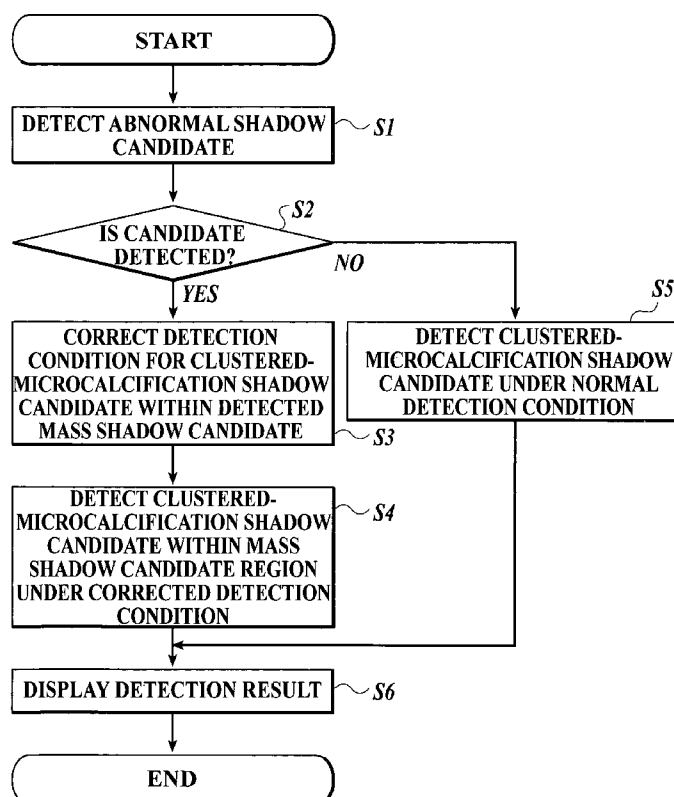 START
DETECT ABNORMAL SHADOW
CANDIDATE
S1
S2
IS CANDIDATE
DETECTED?
NO
YES
CORRECT DETECTION
CONDITION FOR CLUSTERED-
MICROCALCIFICATION SHADOW
CANDIDATE WITHIN DETECTED
MASS SHADOW CANDIDATE
S3
S5
DETECT CLUSTERED-
MICROCALCIFICATION SHADOW
CANDIDATE UNDER NORMAL
DETECTION CONDITION
DETECT CLUSTERED-
MICROCALCIFICATION SHADOW
CANDIDATE WITHIN MASS
SHADOW CANDIDATE REGION
UNDER CORRECTED DETECTION
CONDITION
S4
DISPLAY DETECTION RESULT
S6
END